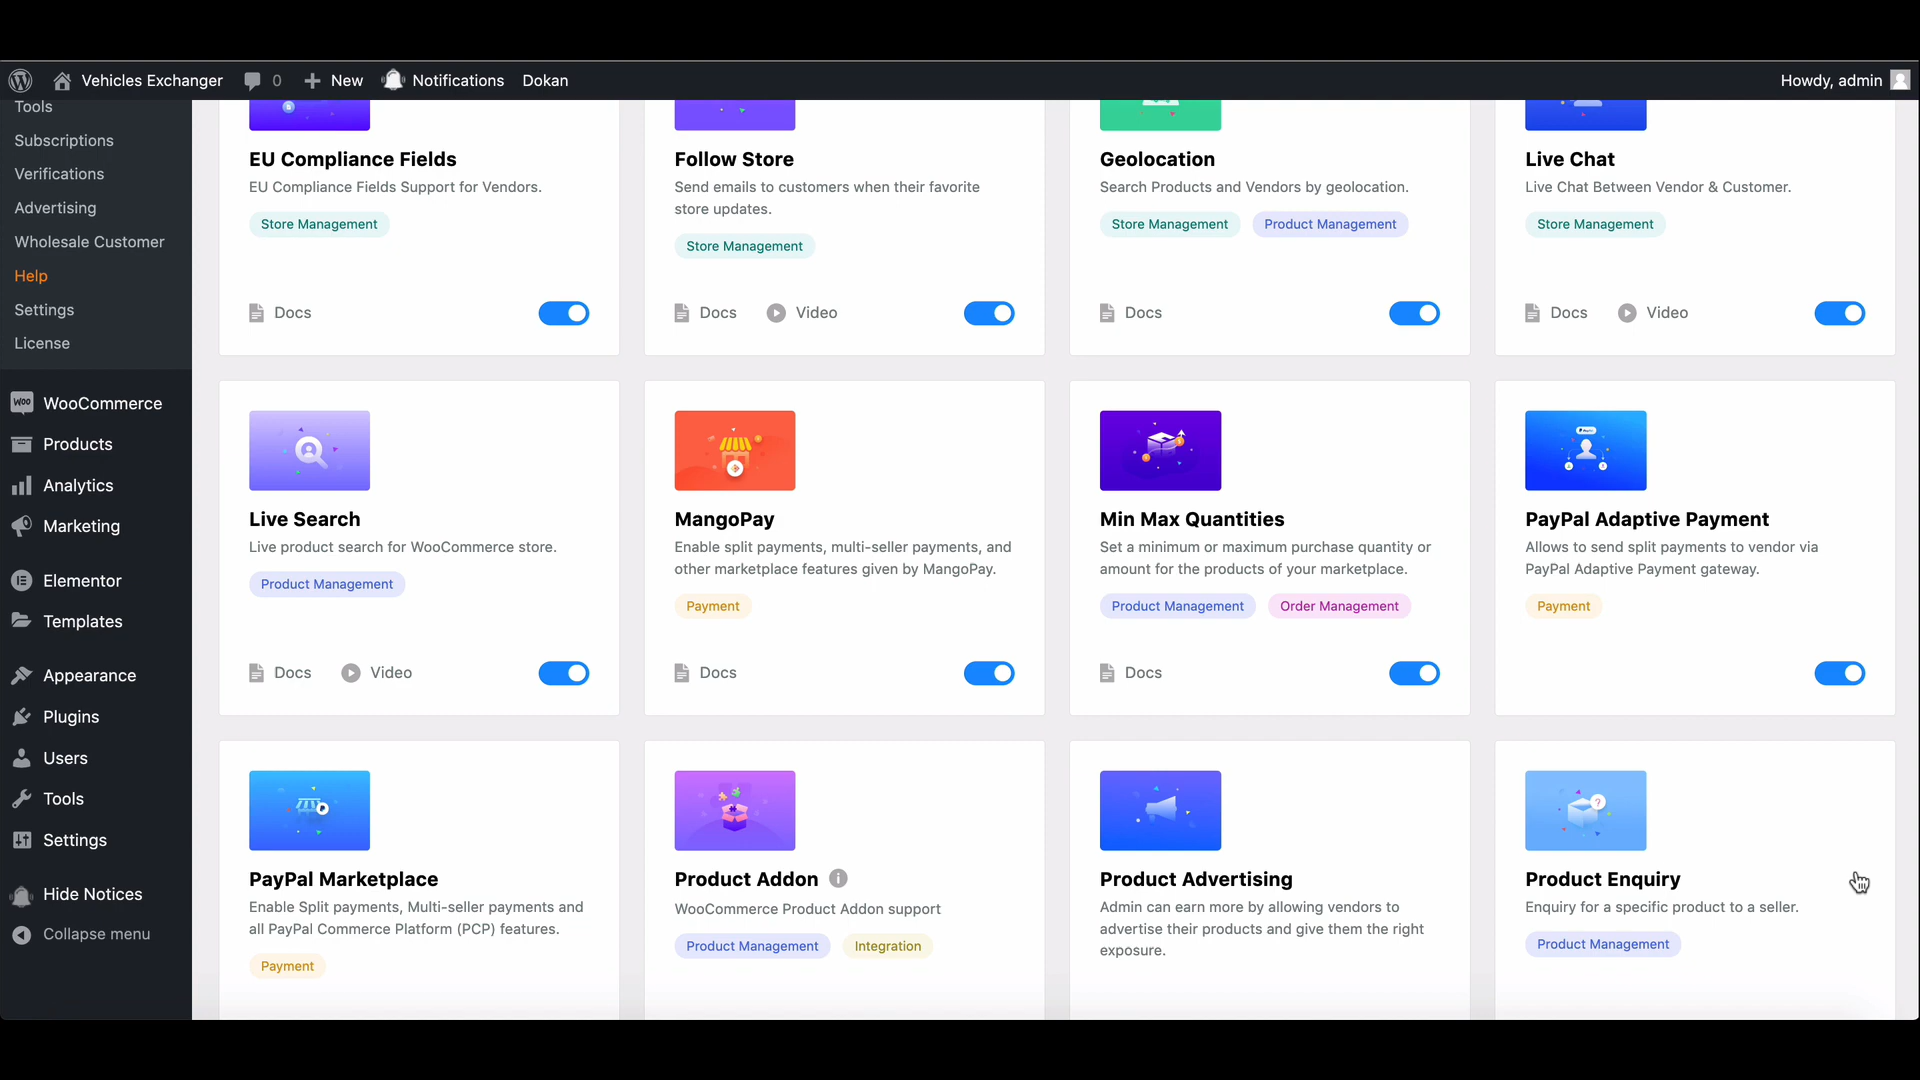 Vehicles Exchanger
0
New
Notifications
Dokan
Howdy, admin
Tools
Subscriptions
Verifications
Advertising
Wholesale Customer
Help
Settings
License
WOO
WooCommerce
Products
Analytics
Marketing
Elementor
Templates
Appearance
Plugins
Users
Tools
Settings
Hide Notices
Collapse menu
EU Compliance Fields
EU Compliance Fields Support for Vendors.
Store Management
Docs
Follow Store
Send emails to customers when their favorite
store updates.
Store Management
Docs
Video
Geolocation
Search Products and Vendors by geolocation.
Store Management
Product Management
Docs
Live Chat
Live Chat Between Vendor & Customer.
Store Management
Docs
Video
Live Search
Live product search for WooCommerce store.
Product Management
Docs
Video
MangoPay
Enable split payments, multi-seller payments, and
other marketplace features given by MangoPay.
Payment
Docs
Min Max Quantities
Set a minimum or maximum purchase quantity or
amount for the products of your marketplace.
Product Management
Order Management
Docs
PayPal Adaptive Payment
Allows to send split payments to vendor via
PayPal Adaptive Payment gateway.
Payment
PayPal Marketplace
Enable Split payments, Multi-seller payments and
all PayPal Commerce Platform (PCP) features.
Payment
Product Addon
WooCommerce Product Addon support
Product Management
Integration
Product Advertising
Admin can earn more by allowing vendors to
advertise their products and give them the right
exposure.
Product Enquiry
Enquiry for a specific product to a seller.
Product Management